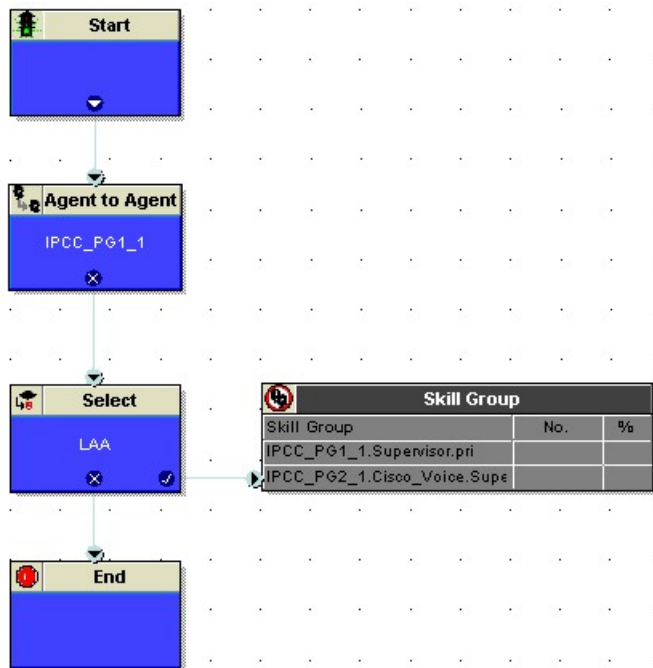 Start
Agent to Agent
IPCC_PG1_1
Select
LAA
Skill Group
Skill Group No. %
IPCC_PG1_1.Supervisor.pri
IPCC_PG2_1.Cisco_Voice.Supe
End